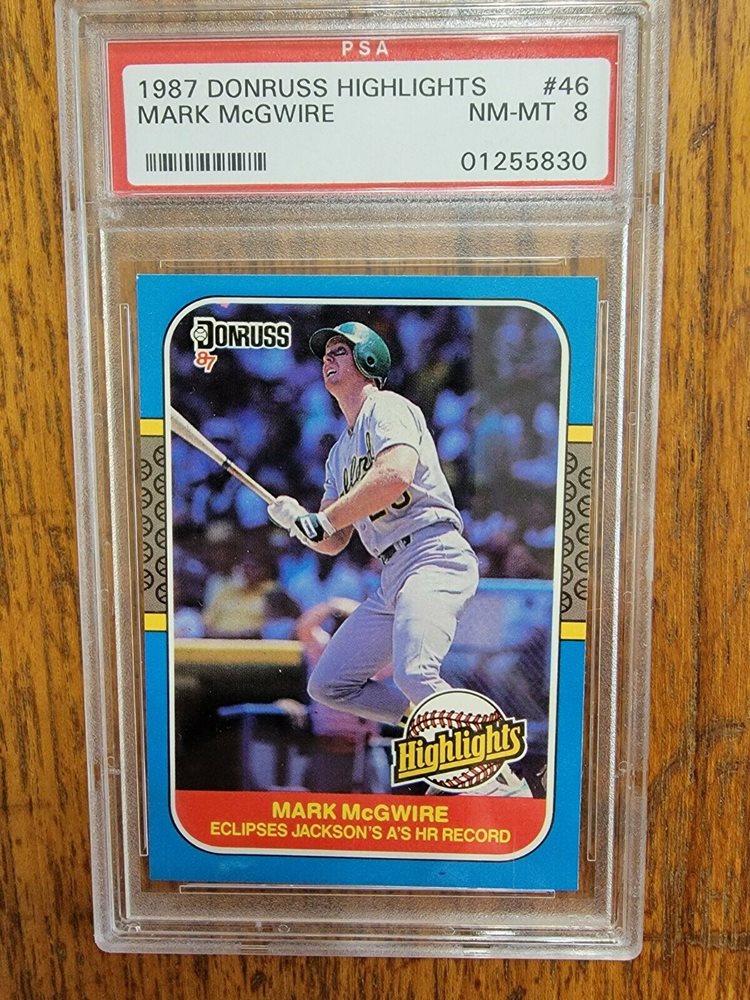 PSA
1987 DONRUSS HIGHLIGHTS #46
MARK McGWIRE NM-MT 8
01255830
DONRUSS
'87
Highlights
MARK McGWIRE
ECLIPSES JACKSON'S A'S HR RECORD